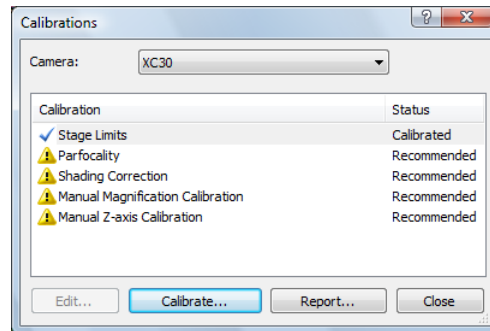 Calibrations
Camera: XC30
Calibration Status
Stage Limits Calibrated
Parfocality Recommended
Shading Correction Recommended
Manual Magnification Calibration Recommended
Manual Z-axis Calibration Recommended
Edit... Calibrate... Report... Close